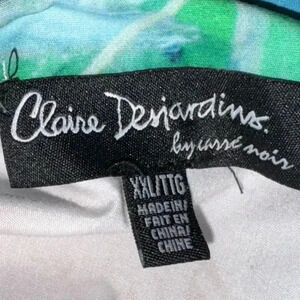 Claire Desjardins.
by carré noir
XXL/TTG
MADE IN/
FAIT EN
CHINA/
CHINE